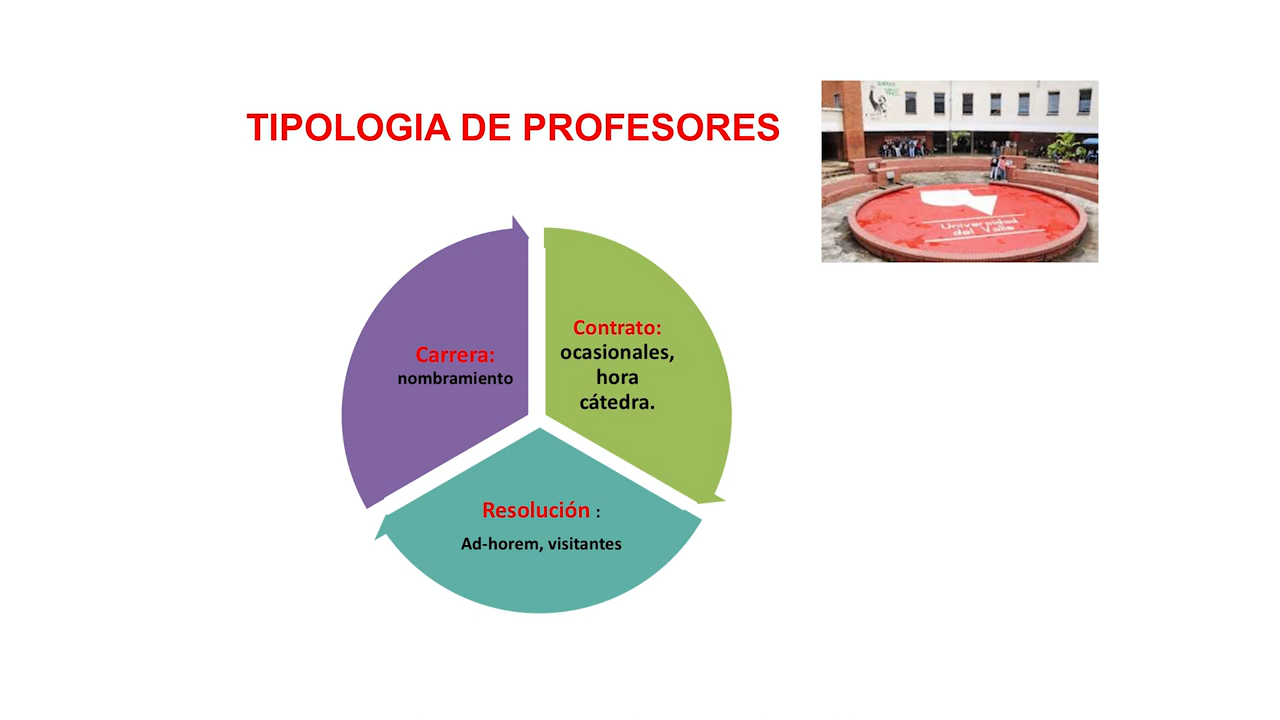 TIPOLOGIA DE PROFESORES
Universidad
del Valle
Contrato:
ocasionales,
hora
cátedra.
Carrera:
nombramiento
Resolución :
Ad-horem, visitantes